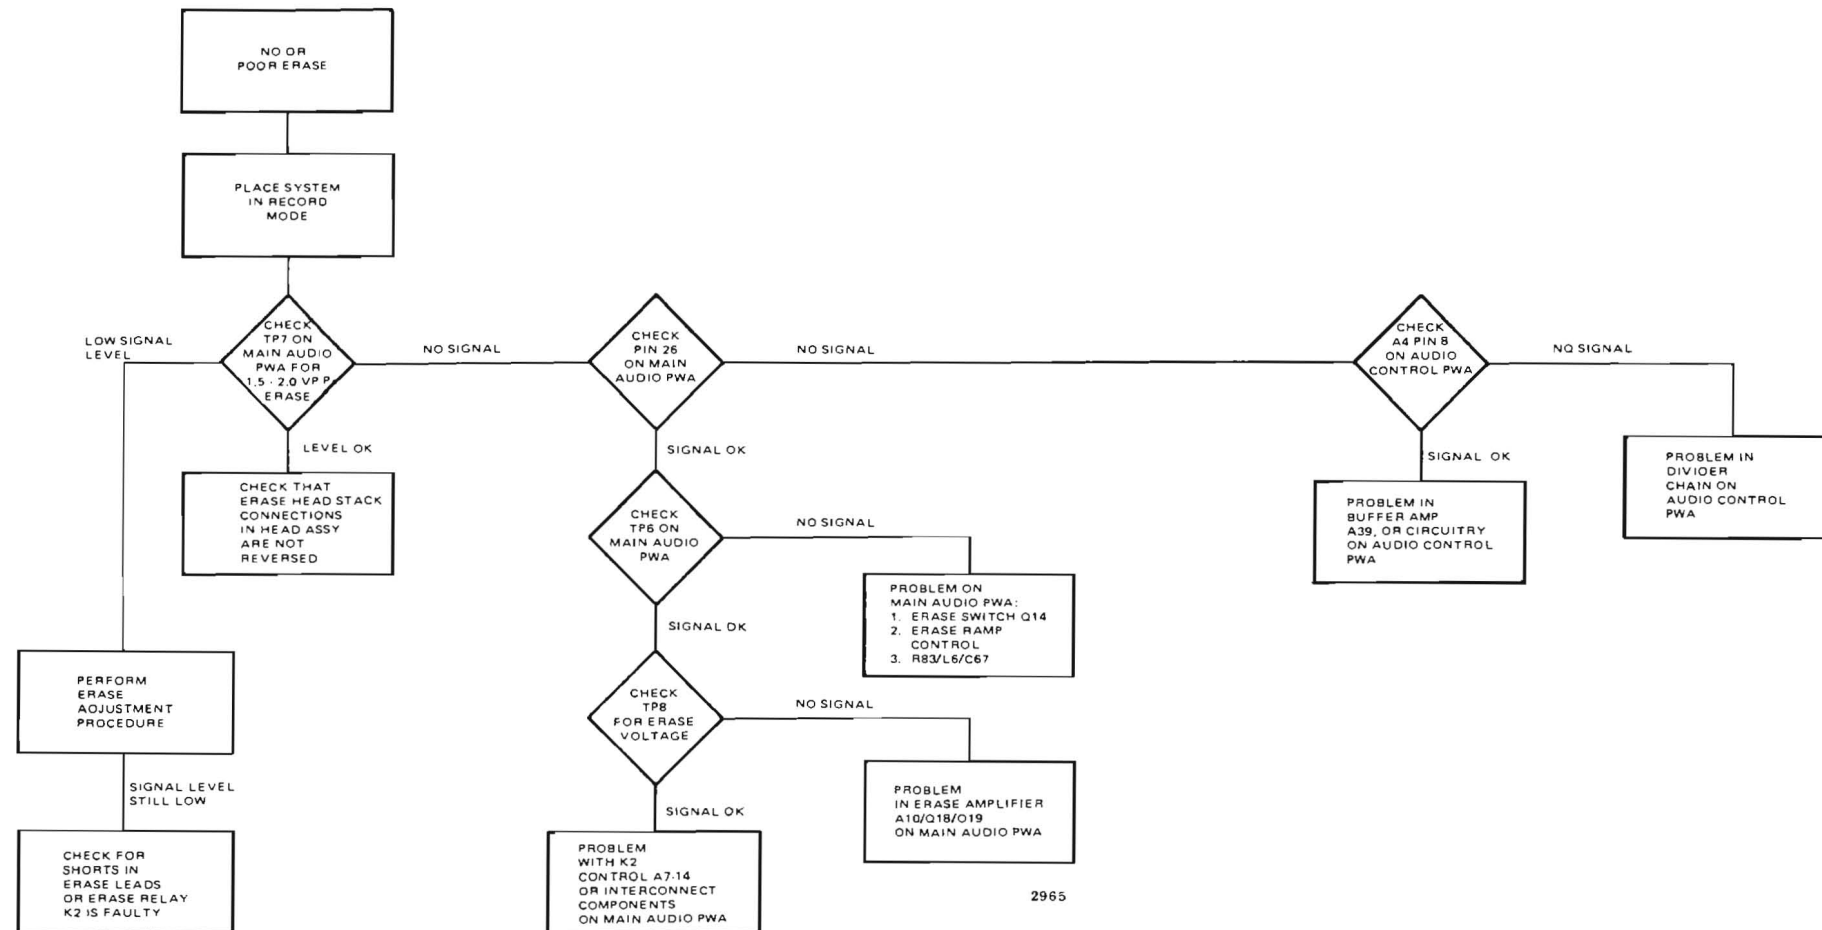 NO OR
POOR ERASE
PLACE SYSTEM
IN RECORD
MODE
CHECK
TP7 ON
MAIN AUDIO
PWA FOR
1.5 - 2.0 VP P
ERASE
LOW SIGNAL
LEVEL
NO SIGNAL
LEVEL OK
CHECK THAT
ERASE HEAD STACK
CONNECTIONS
IN HEAD ASSY
ARE NOT
REVERSED
PERFORM
ERASE
ADJUSTMENT
PROCEDURE
SIGNAL LEVEL
STILL LOW
CHECK FOR
SHORTS IN
ERASE LEADS
OR ERASE RELAY
K2 IS FAULTY
CHECK
PIN 26
ON MAIN
AUDIO PWA
NO SIGNAL
SIGNAL OK
CHECK
TP6 ON
MAIN AUDIO
PWA
NO SIGNAL
PROBLEM ON
MAIN AUDIO PWA:
1. ERASE SWITCH Q14
2. ERASE RAMP
CONTROL
3. R83/L6/C67
SIGNAL OK
CHECK
TP8
FOR ERASE
VOLTAGE
NO SIGNAL
PROBLEM
IN ERASE AMPLIFIER
A10/Q18/Q19
ON MAIN AUDIO PWA
SIGNAL OK
PROBLEM
WITH K2
CONTROL A7-14
OR INTERCONNECT
COMPONENTS
ON MAIN AUDIO PWA
CHECK
A4 PIN 8
ON AUDIO
CONTROL PWA
NO SIGNAL
SIGNAL OK
PROBLEM IN
BUFFER AMP
A39, OR CIRCUITRY
ON AUDIO CONTROL
PWA
PROBLEM IN
DIVIDER
CHAIN ON
AUDIO CONTROL
PWA
2965